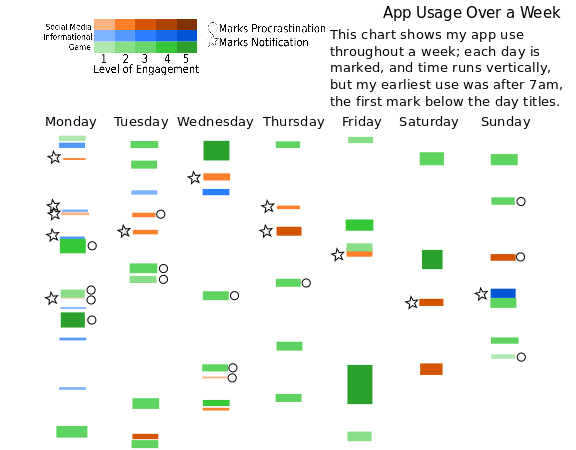 App Usage Over a Week
Social Media
Informational
Game
1 2 3 4 5
Level of Engagement
Marks Procrastination
Marks Notification
This chart shows my app use
throughout a week; each day is
marked, and time runs vertically,
but my earliest use was after 7am,
the first mark below the day titles.
Monday Tuesday Wednesday Thursday Friday Saturday Sunday